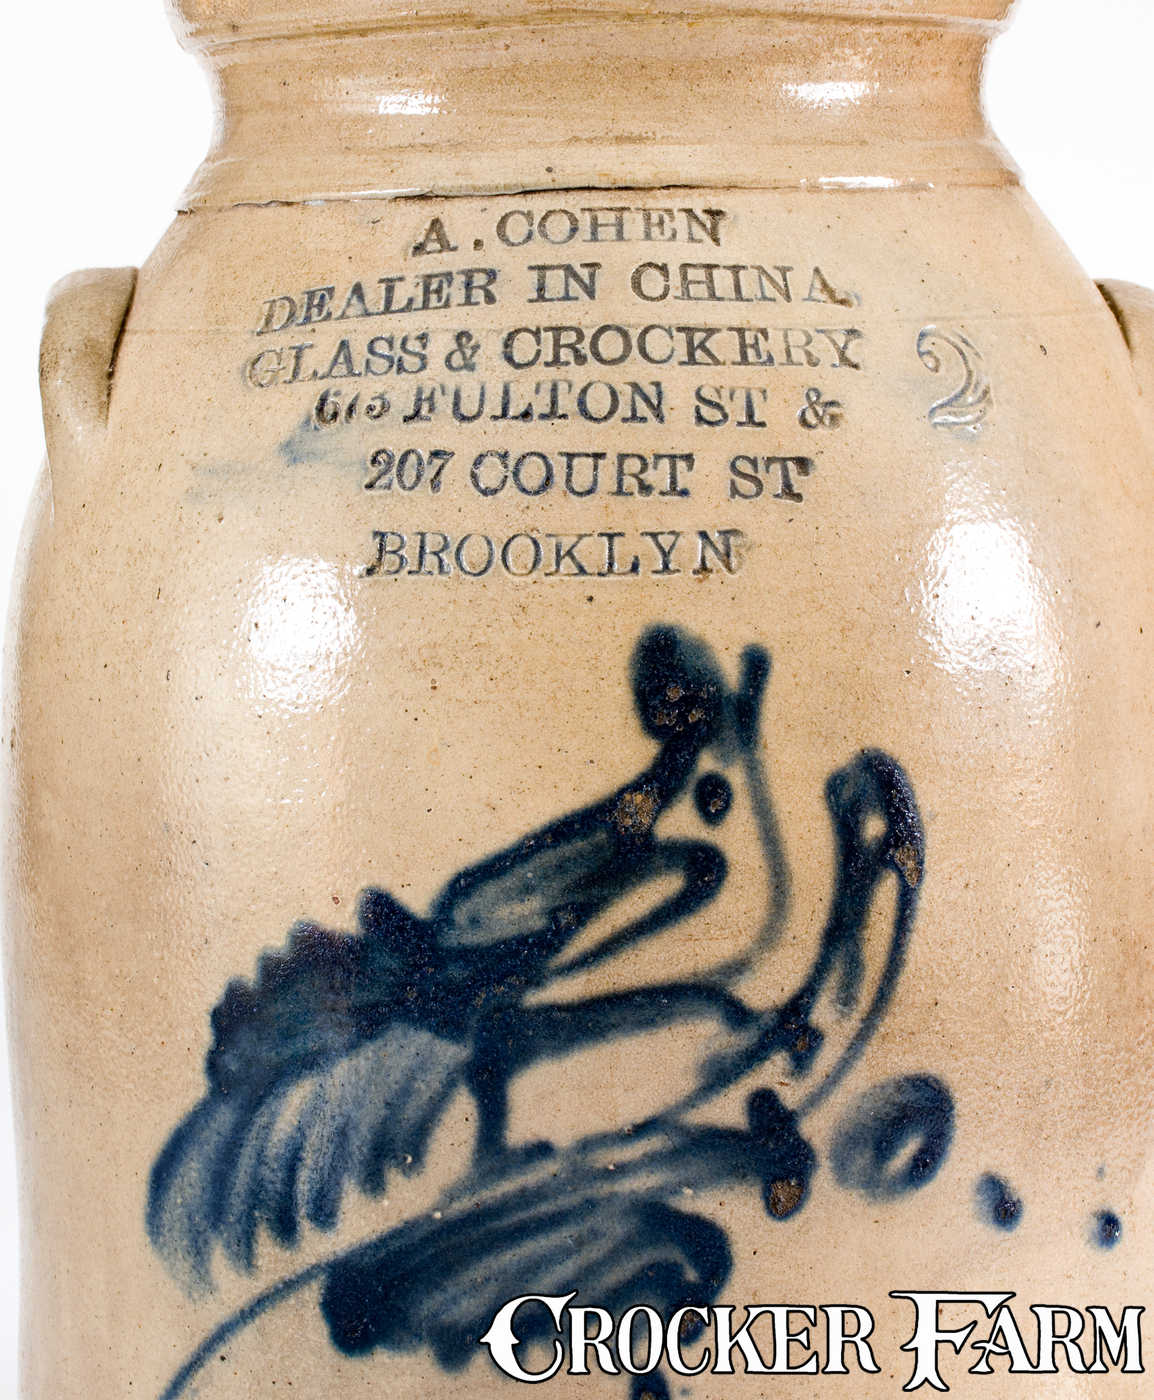 A. COHEN
DEALER IN CHINA,
GLASS & CROCKERY 2
FULTON ST &
207 COURT ST
BROOKLYN
CROCKER FARM